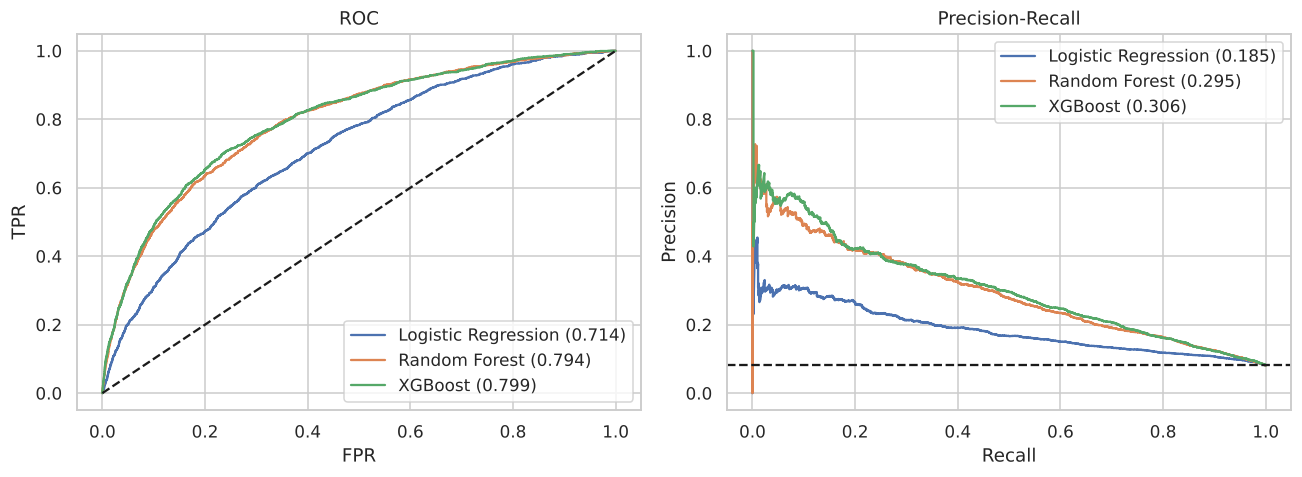 ROC
1.0
0.8
0.6
0.4
0.2
0.0
TPR
0.0 0.2 0.4 0.6 0.8 1.0
FPR
Logistic Regression (0.714)
Random Forest (0.794)
XGBoost (0.799)
Precision-Recall
1.0
0.8
0.6
0.4
0.2
0.0
Precision
0.0 0.2 0.4 0.6 0.8 1.0
Recall
Logistic Regression (0.185)
Random Forest (0.295)
XGBoost (0.306)